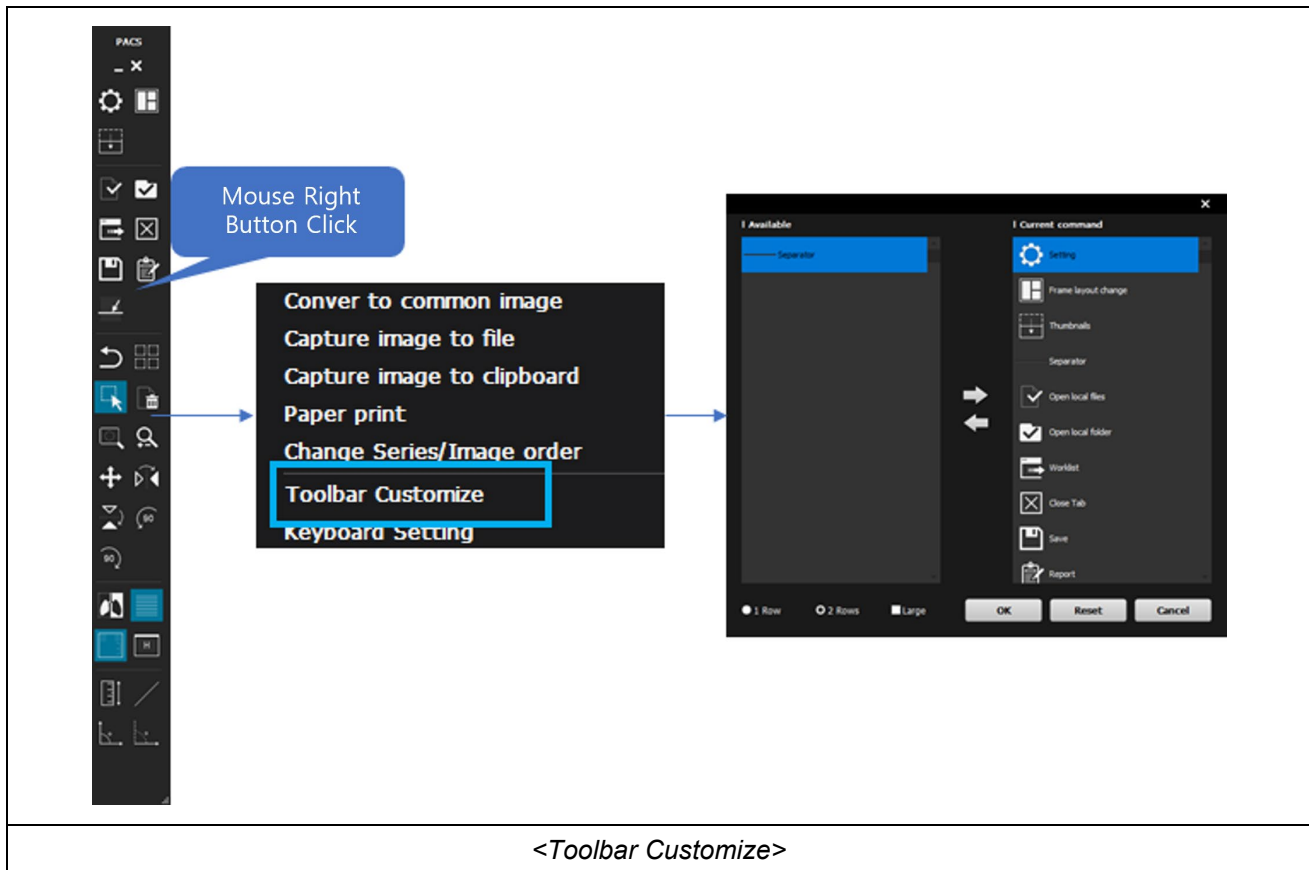 PACS
Mouse Right
Button Click
Conver to common image
Capture image to file
Capture image to clipboard
Paper print
Change Series/Image order
Toolbar Customize
Keyboard Setting
Available
Separator
Current command
Setting
Frame layout change
Thumbnails
Separator
Open local files
Open local folder
Worklist
Close Tab
Save
Report
1 Row
2 Rows
Large
OK
Reset
Cancel
90
90
H
<Toolbar Customize>